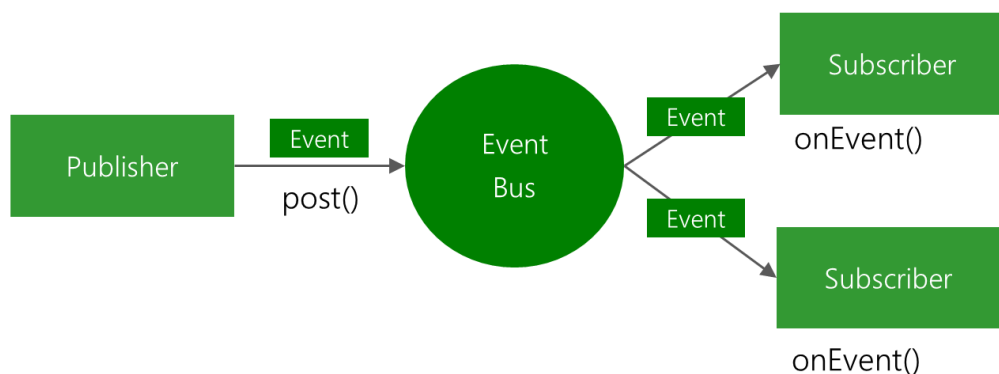 Publisher
Event
post()
Event
Bus
Event
Subscriber
onEvent()
Event
Subscriber
onEvent()